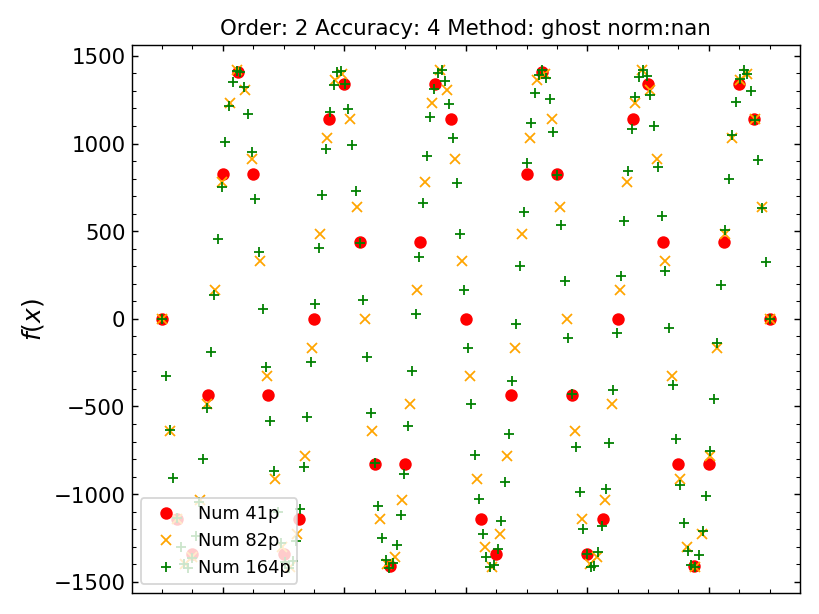 Order: 2 Accuracy: 4 Method: ghost norm:nan
1500
1000
500
0
−500
−1000
−1500
f(x)
Num 41p
Num 82p
Num 164p